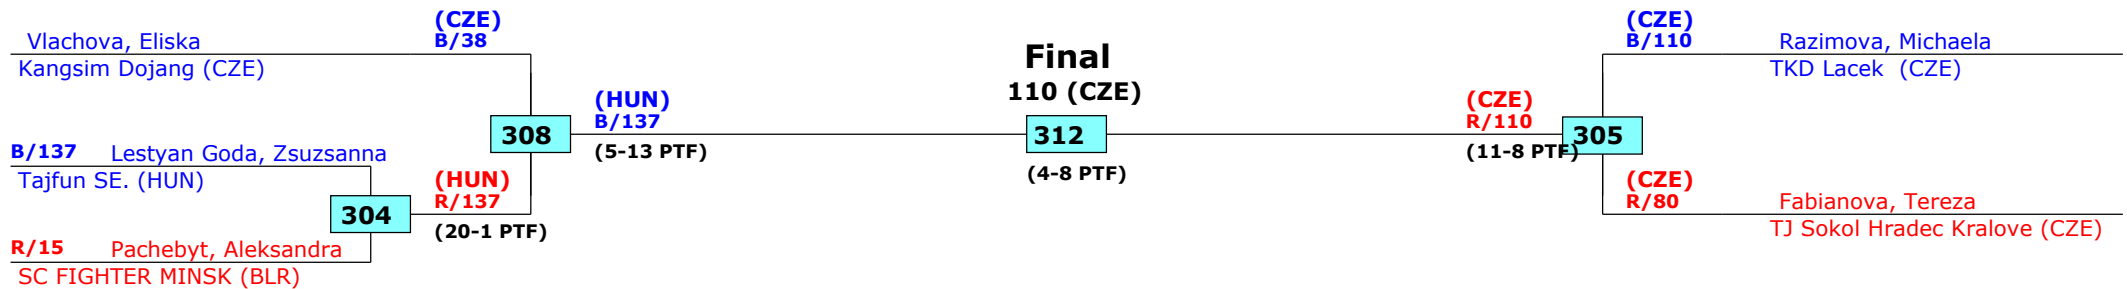 (CZE)
B/38
Vlachova, Eliska
Kangsim Dojang (CZE)
308
(HUN)
B/137
(5-13 PTF)
B/137 Lestyan Goda, Zsuzsanna
Tajfun SE. (HUN)
304
(HUN)
R/137
(20-1 PTF)
R/15 Pachebyt, Aleksandra
SC FIGHTER MINSK (BLR)
Final
110 (CZE)
312
(4-8 PTF)
(CZE)
R/110
(11-8 PTF)
305
(CZE)
B/110
Razimova, Michaela
TKD Lacek (CZE)
(CZE)
R/80
Fabianova, Tereza
TJ Sokol Hradec Kralove (CZE)